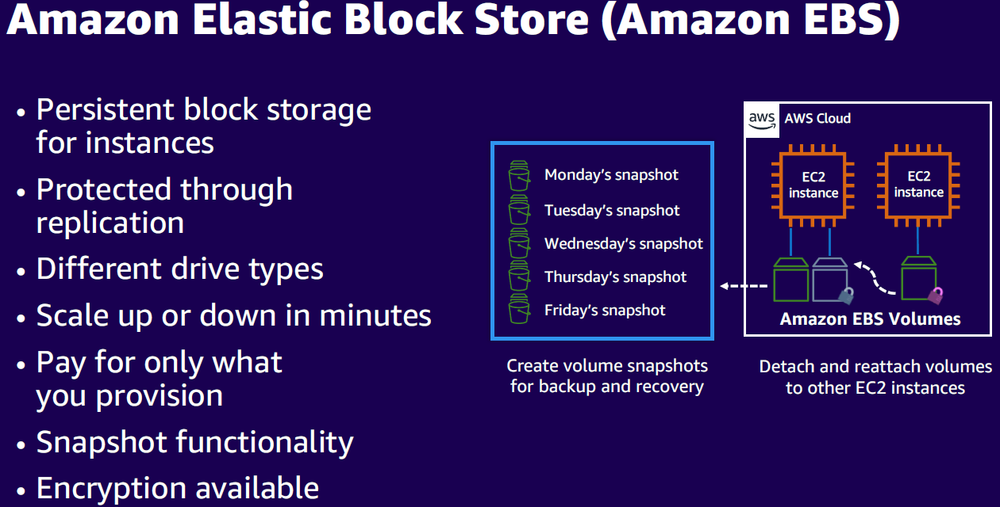 Amazon Elastic Block Store (Amazon EBS)
• Persistent block storage
for instances
• Protected through
replication
• Different drive types
• Scale up or down in minutes
• Pay for only what
you provision
• Snapshot functionality
• Encryption available
Monday’s snapshot
Tuesday’s snapshot
Wednesday’s snapshot
Thursday’s snapshot
Friday’s snapshot
Create volume snapshots
for backup and recovery
aws AWS Cloud
EC2
instance
EC2
instance
Amazon EBS Volumes
Detach and reattach volumes
to other EC2 instances